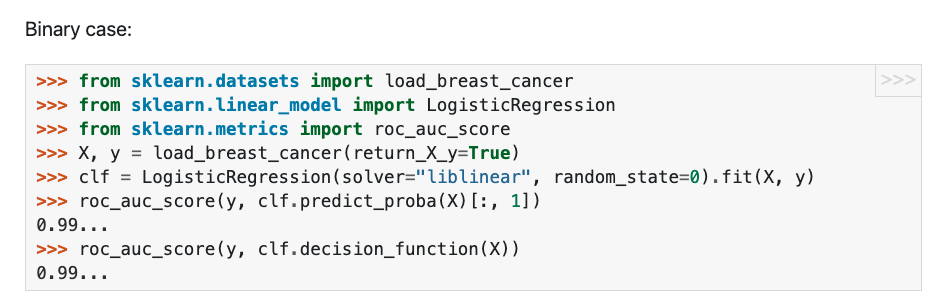 Binary case:
>>>
>>> from sklearn.datasets import load_breast_cancer
>>> from sklearn.linear_model import LogisticRegression
>>> from sklearn.metrics import roc_auc_score
>>> X, y = load_breast_cancer(return_X_y=True)
>>> clf = LogisticRegression(solver="liblinear", random_state=0).fit(X, y)
>>> roc_auc_score(y, clf.predict_proba(X)[:, 1])
0.99...
>>> roc_auc_score(y, clf.decision_function(X))
0.99...